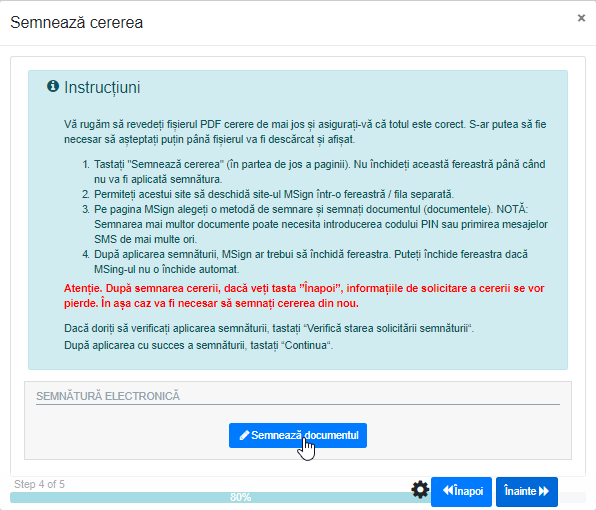 Semnează cererea
×
Instrucțiuni
Vă rugăm să revedeți fișierul PDF cerere de mai jos și asigurați-vă că totul este corect. S-ar putea să fie
necesar să așteptați puțin până fișierul va fi descărcat și afișat.
1. Tastați "Semnează cererea" (în partea de jos a paginii). Nu închideți această fereastră până când
nu va fi aplicată semnătura.
2. Permiteți acestui site să deschidă site-ul MSign într-o fereastră / fila separată.
3. Pe pagina MSign alegeți o metodă de semnare și semnați documentul (documentele). NOTĂ:
Semnarea mai multor documente poate necesita introducerea codului PIN sau primirea mesajelor
SMS de mai multe ori.
4. După aplicarea semnăturii, MSign ar trebui să închidă fereastra. Puteți închide fereastra dacă
MSing-ul nu o închide automat.
Atenție. După semnarea cererii, dacă veți tasta ”Înapoi”, informațiile de solicitare a cererii se vor
pierde. În așa caz va fi necesar să semnați cererea din nou.
Dacă doriți să verificați aplicarea semnăturii, tastați “Verifică starea solicitării semnăturii“.
După aplicarea cu succes a semnăturii, tastați “Continua“.
SEMNĂTURĂ ELECTRONICĂ
Semnează documentul
Step 4 of 5
80%
Înapoi
Înainte